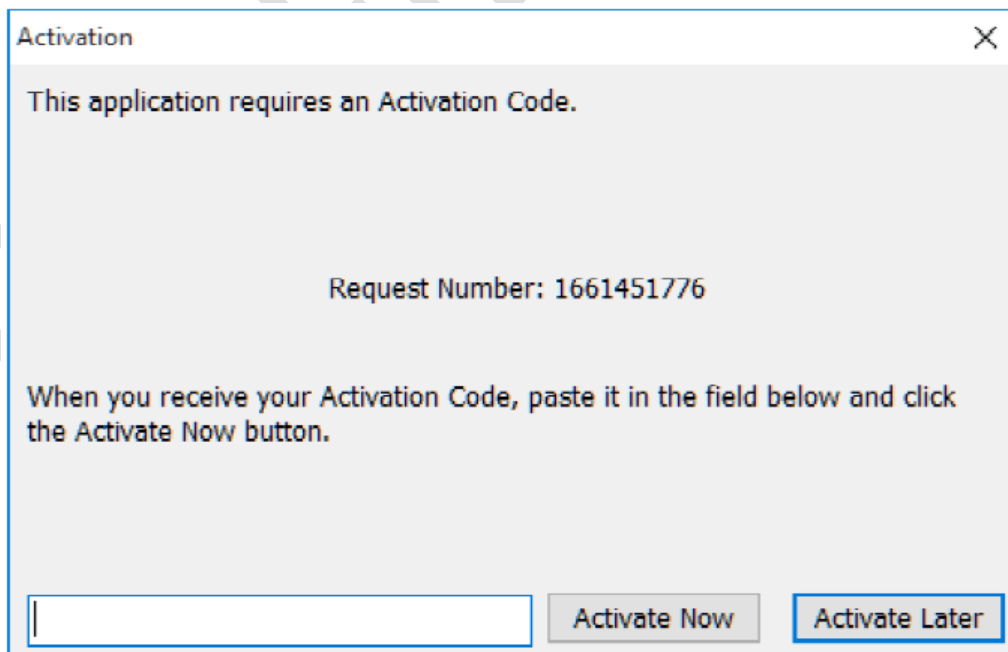 Activation
This application requires an Activation Code.
Request Number: 1661451776
When you receive your Activation Code, paste it in the field below and click
the Activate Now button.
Activate Now Activate Later